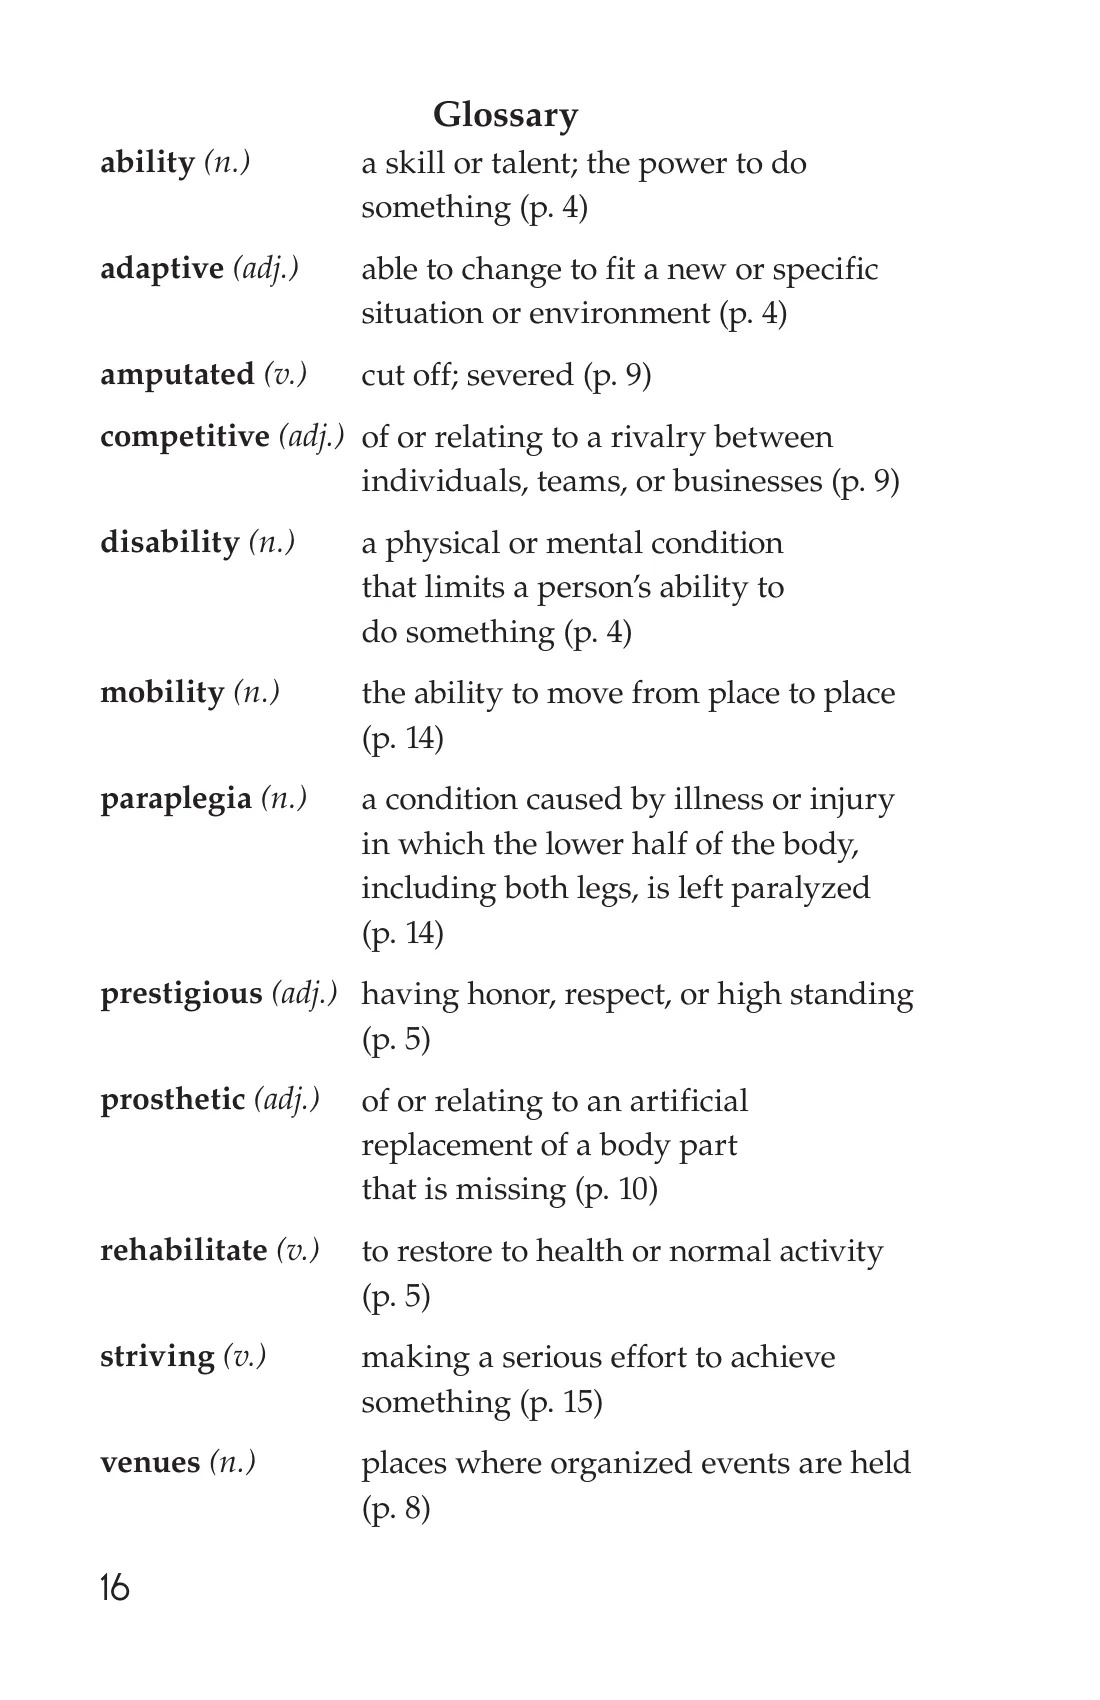 Glossary
ability (n.) a skill or talent; the power to do
something (p. 4)
adaptive (adj.) able to change to fit a new or specific
situation or environment (p. 4)
amputated (v.) cut off; severed (p. 9)
competitive (adj.) of or relating to a rivalry between
individuals, teams, or businesses (p. 9)
disability (n.) a physical or mental condition
that limits a person’s ability to
do something (p. 4)
mobility (n.) the ability to move from place to place
(p. 14)
paraplegia (n.) a condition caused by illness or injury
in which the lower half of the body,
including both legs, is left paralyzed
(p. 14)
prestigious (adj.) having honor, respect, or high standing
(p. 5)
prosthetic (adj.) of or relating to an artificial
replacement of a body part
that is missing (p. 10)
rehabilitate (v.) to restore to health or normal activity
(p. 5)
striving (v.) making a serious effort to achieve
something (p. 15)
venues (n.) places where organized events are held
(p. 8)
16